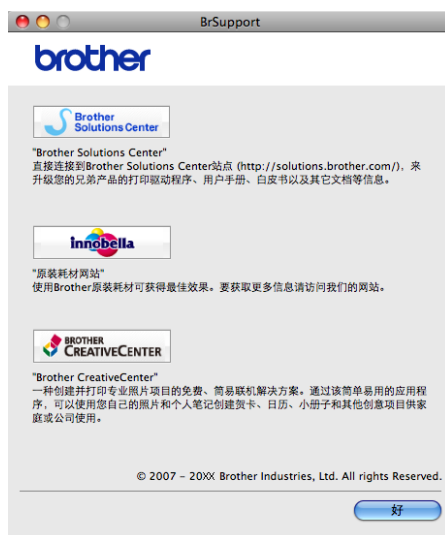 BrSupport
brother
Brother
Solutions Center
"Brother Solutions Center"
直接连接到Brother Solutions Center站点 (http://solutions.brother.com/)，来
升级您的兄弟产品的打印驱动程序、用户手册、白皮书以及其它文档等信息。
innobella
"原装耗材网站"
使用Brother原装耗材可获得最佳效果。要获取更多信息请访问我们的网站。
BROTHER
CREATIVECENTER
"Brother CreativeCenter"
一种创建并打印专业照片项目的免费、简易联机解决方案。通过该简单易用的应用程
序，可以使用您自己的照片和个人笔记创建贺卡、日历、小册子和其他创意项目供家
庭或公司使用。
© 2007 – 20XX Brother Industries, Ltd. All rights Reserved.
好